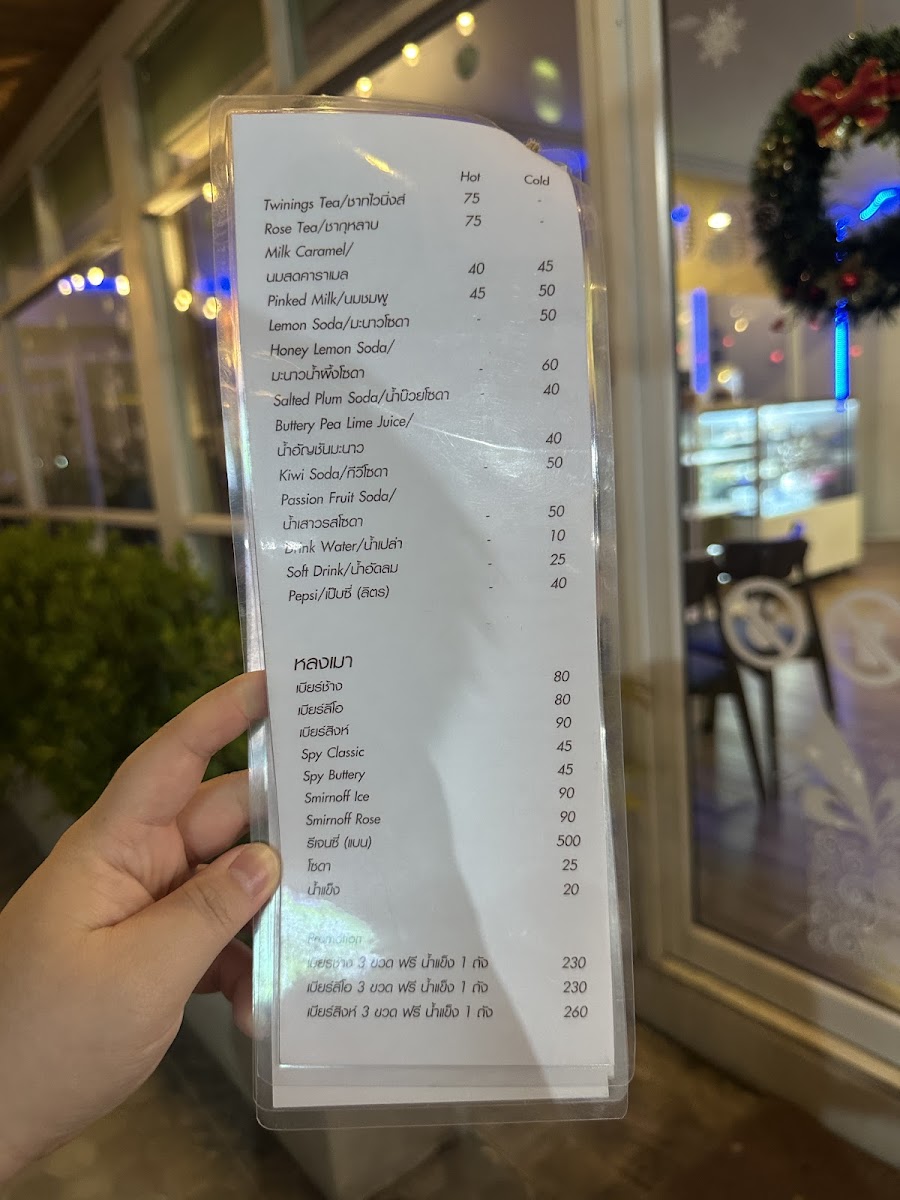 Hot Cold
Twinings Tea/ชาทไวนิ่งส์ 75 -
Rose Tea/ชากุหลาบ 75 -
Milk Caramel/
นมสดคาราเมล 40 45
Pinked Milk/นมชมพู 45 50
Lemon Soda/มะนาวโซดา - 50
Honey Lemon Soda/
มะนาวน้ำผึ้งโซดา - 60
Salted Plum Soda/น้ำบ๊วยโซดา - 40
Buttery Pea Lime Juice/
น้ำอัญชันมะนาว 40
Kiwi Soda/กีวีโซดา - 50
Passion Fruit Soda/
น้ำเสาวรสโซดา - 50
Drink Water/น้ำเปล่า - 10
Soft Drink/น้ำอัดลม - 25
Pepsi/เป๊บซี่ (ลิตร) - 40
หลงเมา
เบียร์ช้าง 80
เบียร์ลีโอ 80
เบียร์สิงห์ 90
Spy Classic 45
Spy Buttery 45
Smirnoff Ice 90
Smirnoff Rose 90
รีเจนซี่ (แบน) 500
โซดา 25
น้ำแข็ง 20
Promotion
เบียร์ช้าง 3 ขวด ฟรี น้ำแข็ง 1 ถัง 230
เบียร์ลีโอ 3 ขวด ฟรี น้ำแข็ง 1 ถัง 230
เบียร์สิงห์ 3 ขวด ฟรี น้ำแข็ง 1 ถัง 260